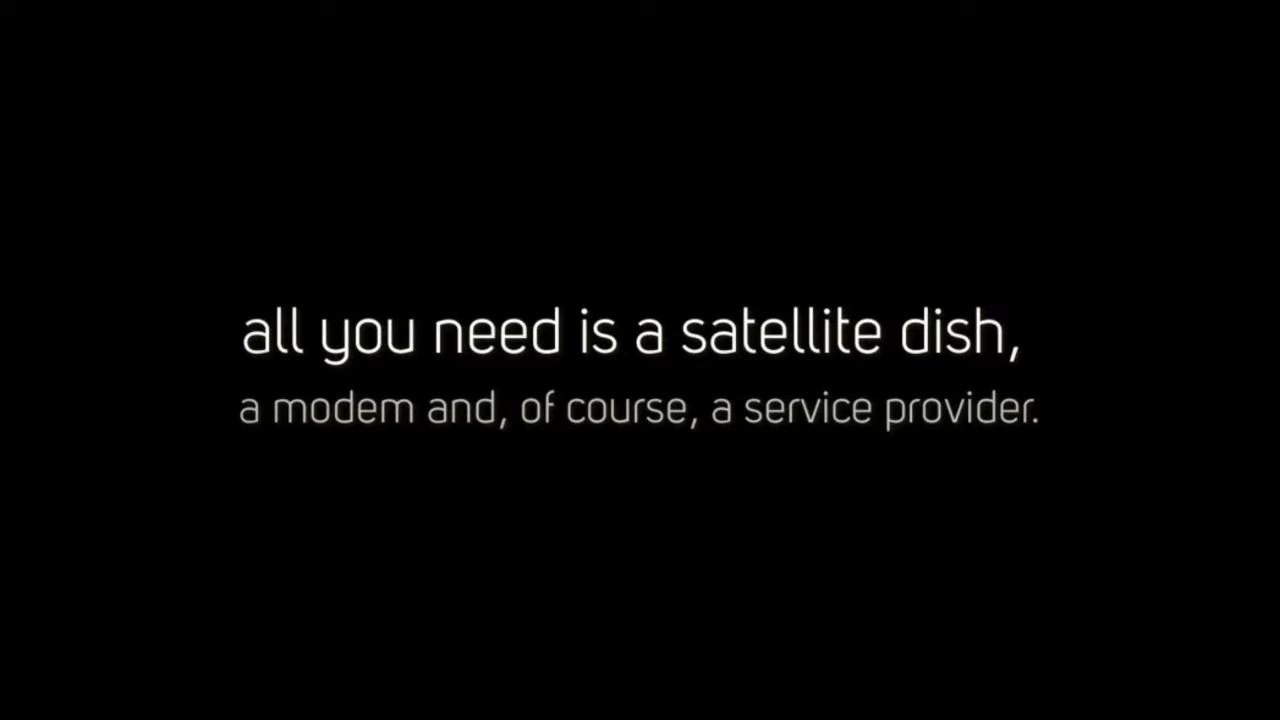 all you need is a satellite dish,
a modem and, of course, a service provider.